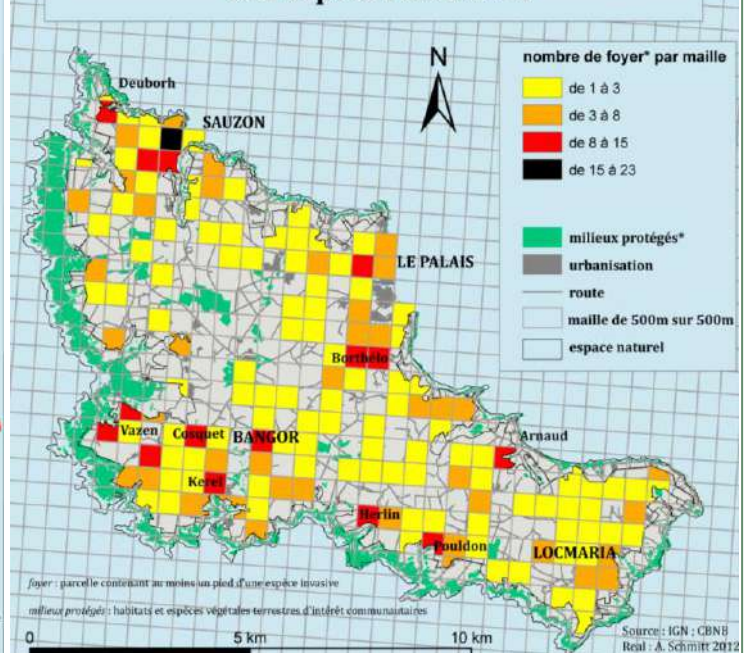 N
nombre de foyer* par maille
de 1 à 3
de 3 à 8
de 8 à 15
de 15 à 23
milieux protégés*
urbanisation
route
maille de 500m sur 500m
espace naturel
Deuborh
SAUZON
LE PALAIS
Borthélo
Vazen
Cosquet
BANGOR
Arnaud
Kerel
Herlin
Pouldon
LOCMARIA
foyer : parcelle contenant au moins un pied d'une espèce invasive
milieux protégés : habitats et espèces végétales terrestres d'intérêt communautaires
0
5 km
10 km
Source : IGN ; CBNB
Real : A. Schmitt 2012